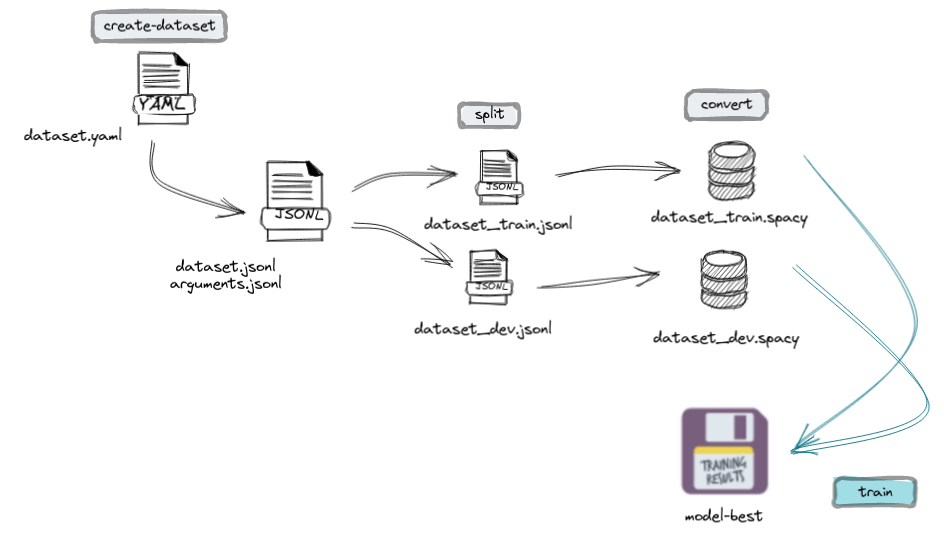 create-dataset
YAML
dataset.yaml
JSONL
dataset.jsonl
arguments.jsonl
split
JSONL
dataset_train.jsonl
JSONL
dataset_dev.jsonl
convert
dataset_train.spacy
dataset_dev.spacy
TRAINING
RESULTS
model-best
train